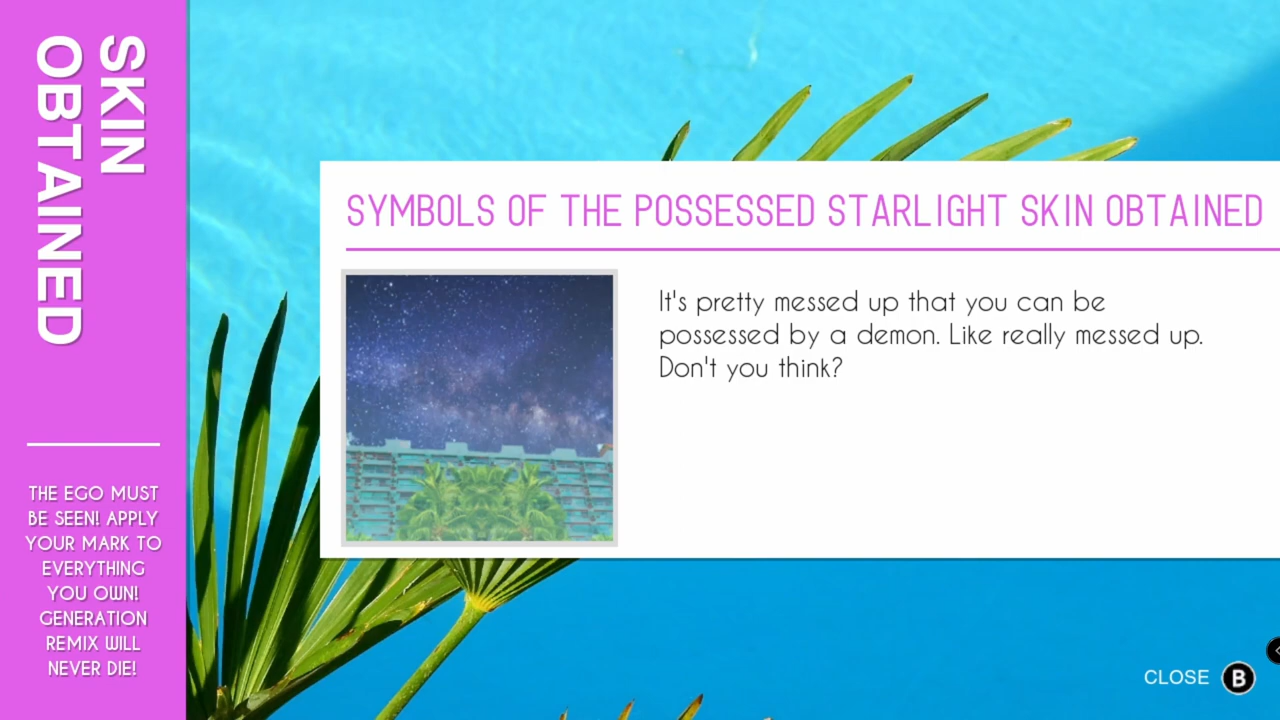 SKIN
OBTAINED
THE EGO MUST
BE SEEN! APPLY
YOUR MARK TO
EVERYTHING
YOU OWN!
GENERATION
REMIX WILL
NEVER DIE!
SYMBOLS OF THE POSSESSED STARLIGHT SKIN OBTAINED
It's pretty messed up that you can be
possessed by a demon. Like really messed up.
Don't you think?
CLOSE B